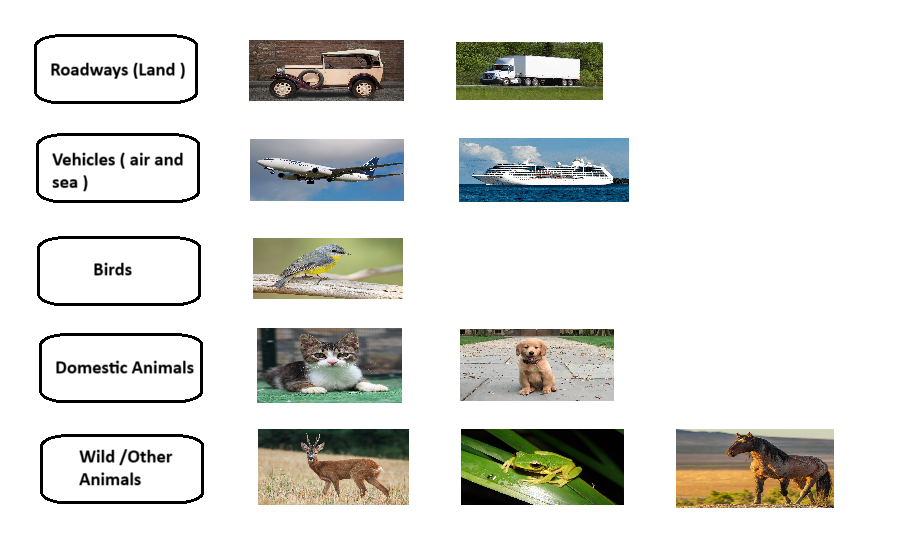 Roadways (Land )
Vehicles ( air and
sea )
Birds
Domestic Animals
Wild /Other
Animals